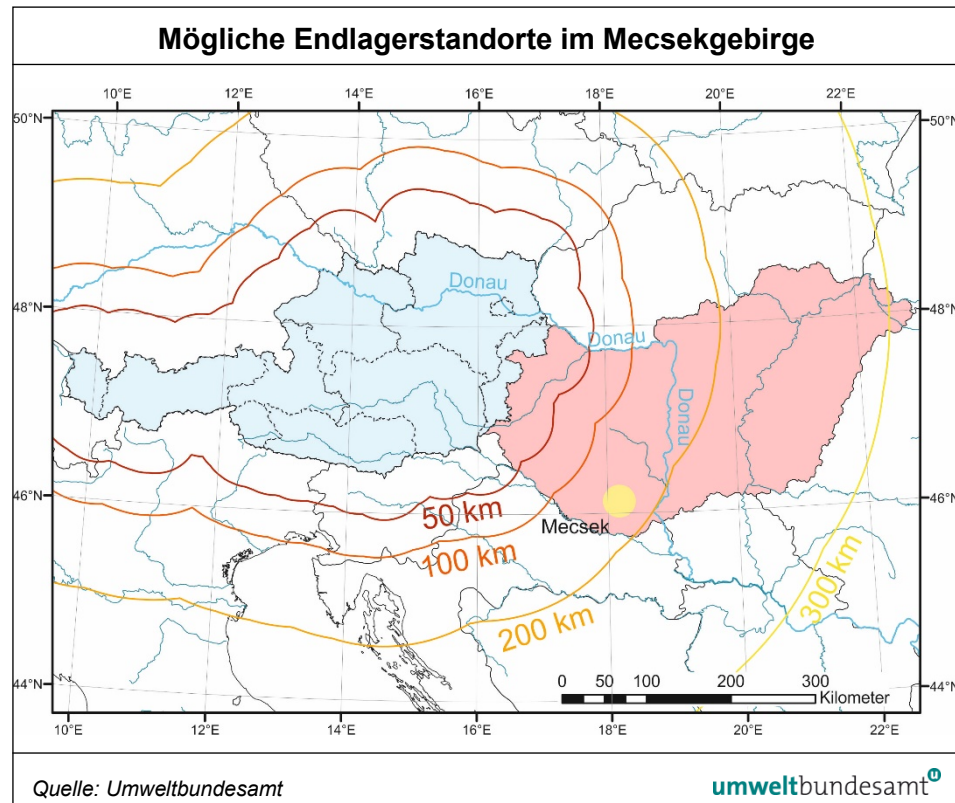 Mögliche Endlagerstandorte im Mecsekgebirge
10°E 12°E 14°E 16°E 18°E 20°E 22°E
50°N 50°N
Donau
48°N 48°N
Donau
Donau
46°N 46°N
50 km
Mecsek
100 km
300 km
200 km
0 50 100 200 300
Kilometer
44°N 44°N
10°E 12°E 14°E 16°E 18°E 20°E 22°E
Quelle: Umweltbundesamt
umweltbundesamt
u